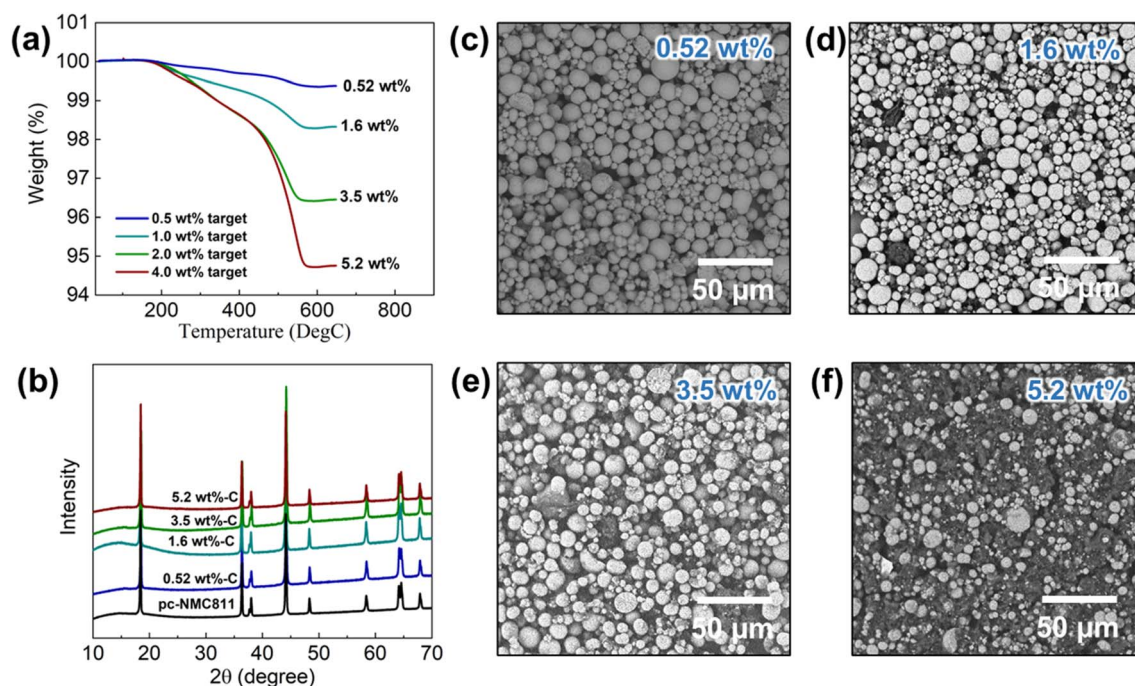 (a)
101
100
99
98
97
96
95
94
Weight (%)
0.52 wt%
1.6 wt%
3.5 wt%
5.2 wt%
0.5 wt% target
1.0 wt% target
2.0 wt% target
4.0 wt% target
200 400 600 800
Temperature (DegC)
(c)
0.52 wt%
50 µm
(d)
1.6 wt%
50 µm
(b)
Intensity
5.2 wt%-C
3.5 wt%-C
1.6 wt%-C
0.52 wt%-C
pc-NMC811
10 20 30 40 50 60 70
2θ (degree)
(e)
3.5 wt%
50 µm
(f)
5.2 wt%
50 µm